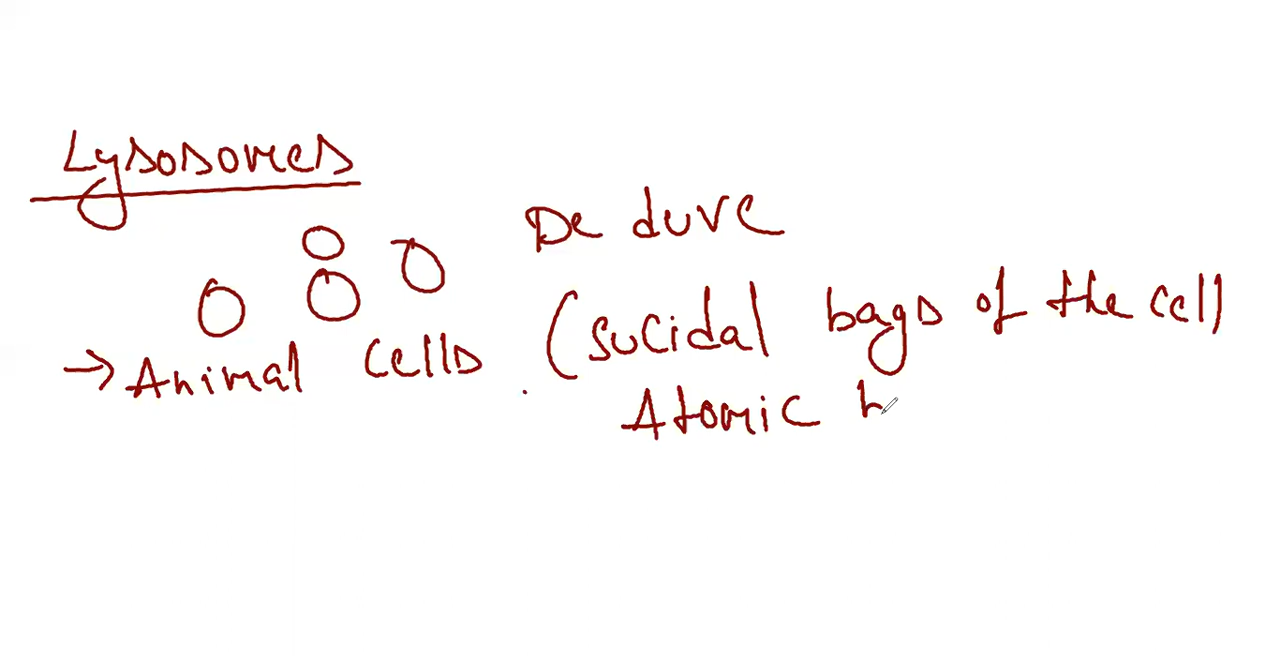 Lysosomes
De duve
(sucidal bags of the cell
→ Animal cells.
Atomic